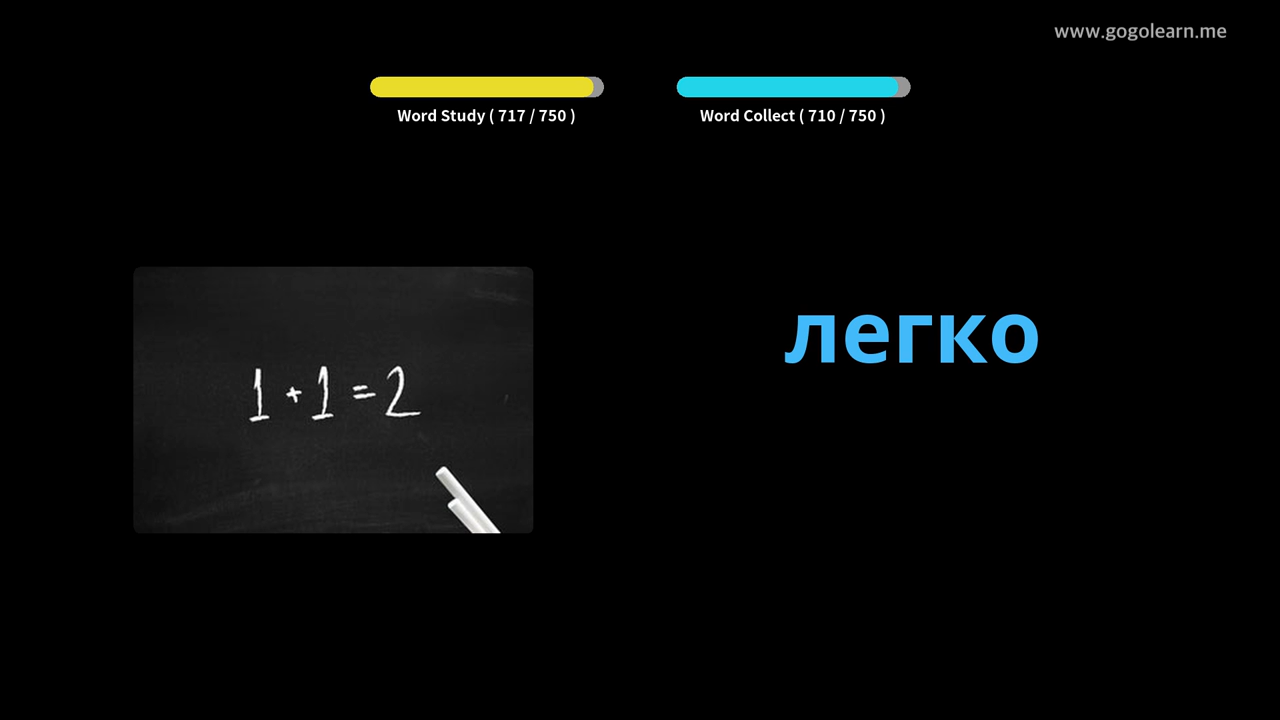 www.gogolearn.me
Word Study ( 717 / 750 )
Word Collect ( 710 / 750 )
1 + 1 = 2
легко